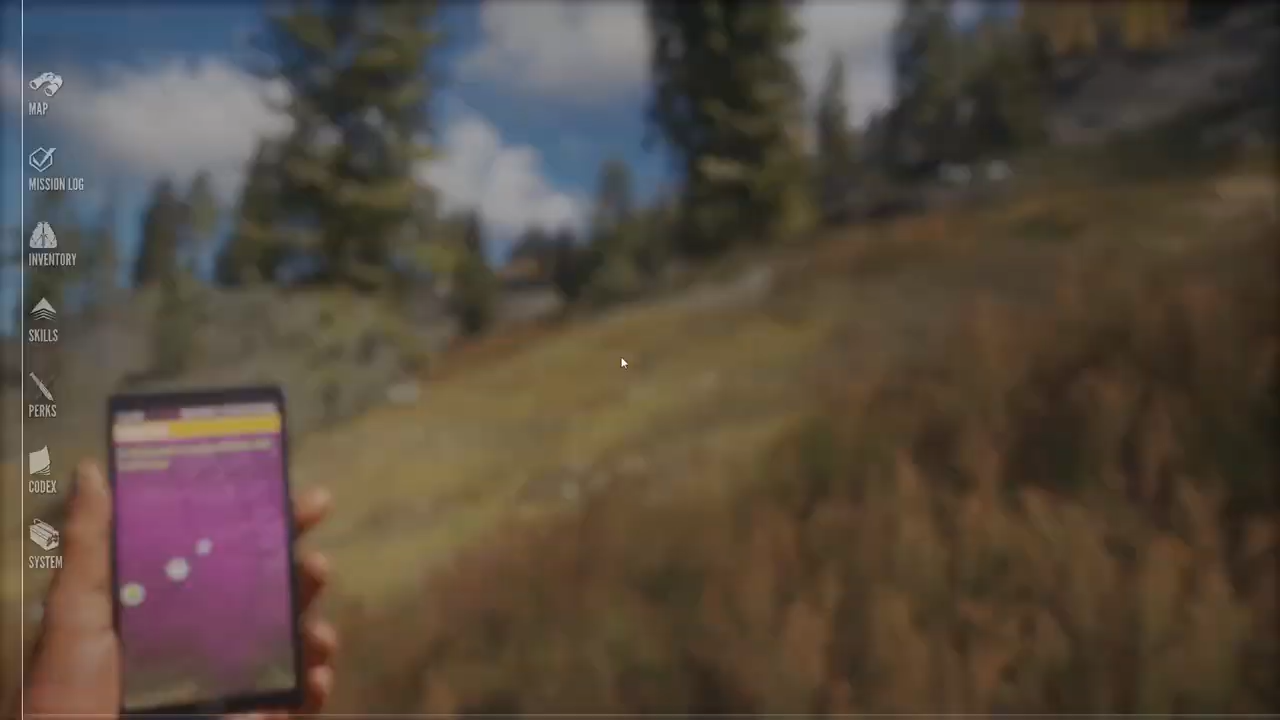 MAP
MISSION LOG
INVENTORY
SKILLS
PERKS
CODEX
SYSTEM